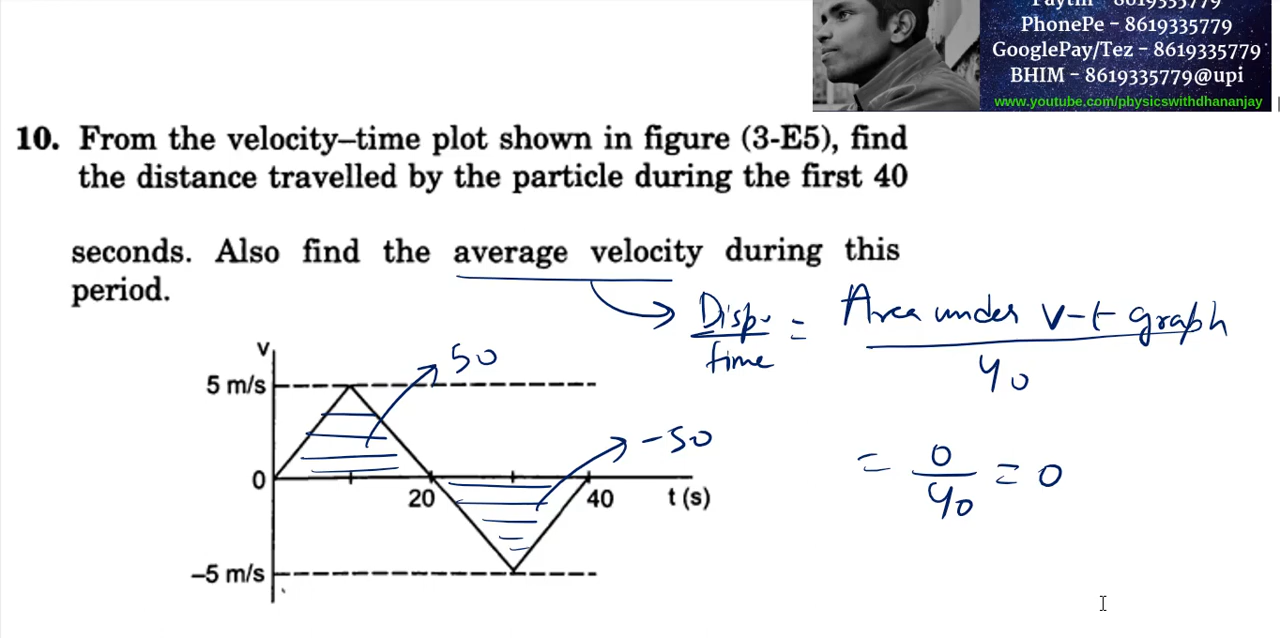 PhonePe - 8619335779
GooglePay/Tez - 8619335779
BHIM - 8619335779@upi
www.youtube.com/physicswithdhananjay
10. From the velocity–time plot shown in figure (3-E5), find
the distance travelled by the particle during the first 40
seconds. Also find the average velocity during this
period.
Disp. = Area under v-t graph
time
40
v
50
5 m/s
-50
= 0 = 0
40
0
20
40
t (s)
–5 m/s